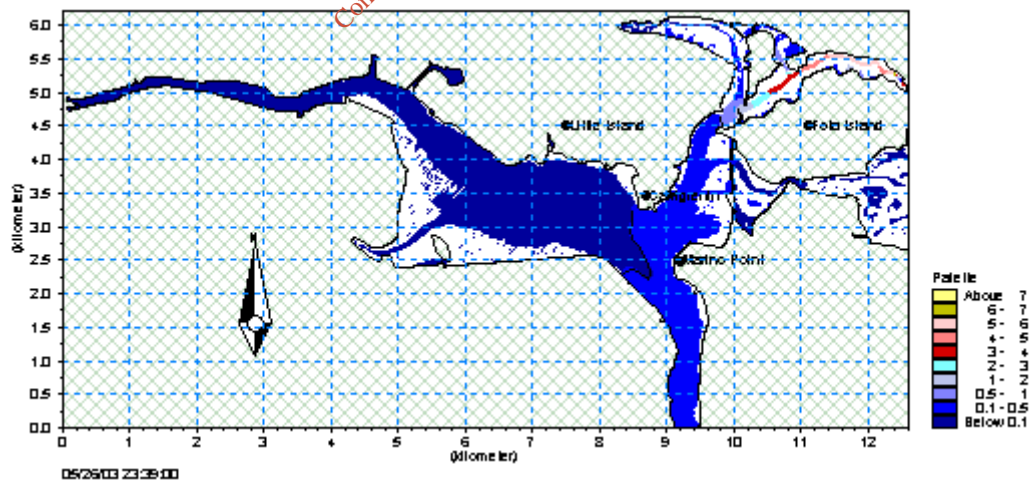 Con
6.0
5.5
5.0
4.5
4.0
3.5
3.0
2.5
2.0
1.5
1.0
0.5
0.0
(kilometer)
0 1 2 3 4 5 6 7 8 9 10 11 12
(kilometer)
Little Island
Fota Island
Marino Point
Palette
Above 7
6 - 7
5 - 6
4 - 5
3 - 4
2 - 3
1 - 2
0.5 - 1
0.1 - 0.5
Below 0.1
05/26/03 23:39:00